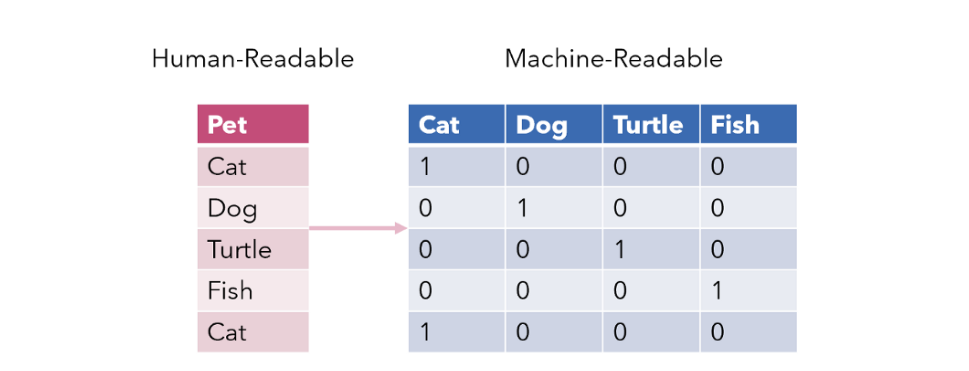 Human-Readable
Machine-Readable
Pet
Cat
Dog
Turtle
Fish
Cat
Cat Dog Turtle Fish
1 0 0 0
0 1 0 0
0 0 1 0
0 0 0 1
1 0 0 0